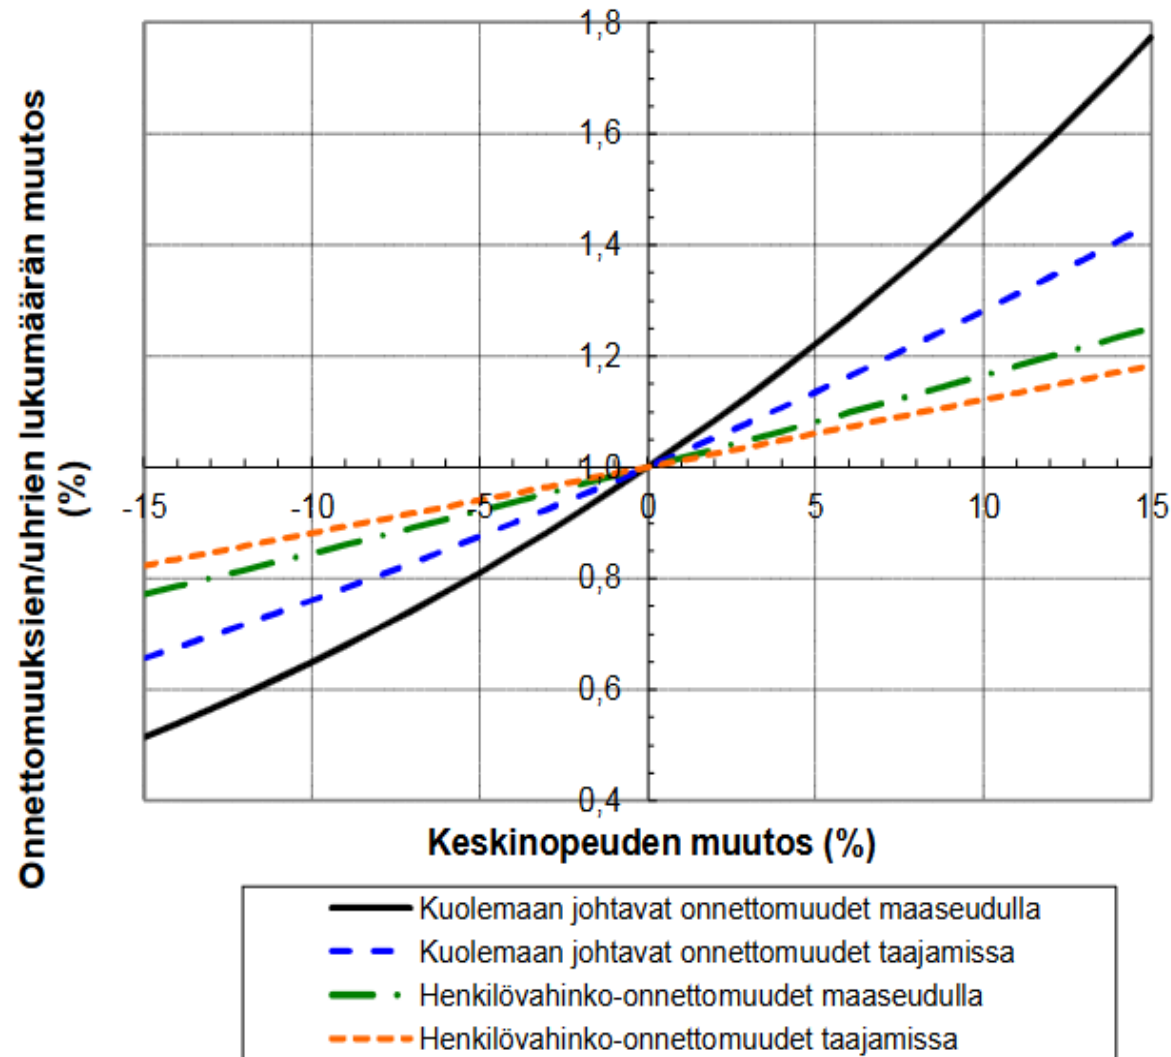 Onnettomuuksien/uhrien lukumäärän muutos
(%)
1,8
1,6
1,4
1,2
1,0
-15
-10
-5
0
5
10
15
0,8
0,6
0,4
Keskinopeuden muutos (%)
Kuolemaan johtavat onnettomuudet maaseudulla
Kuolemaan johtavat onnettomuudet taajamissa
Henkilövahinko-onnettomuudet maaseudulla
Henkilövahinko-onnettomuudet taajamissa